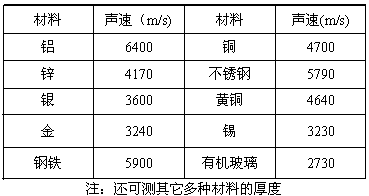 材料 声速（m/s) 材料 声速(m/s)
铝 6400 铜 4700
锌 4170 不锈钢 5790
银 3600 黄铜 4640
金 3240 锡 3230
钢铁 5900 有机玻璃 2730
注：还可测其它多种材料的厚度